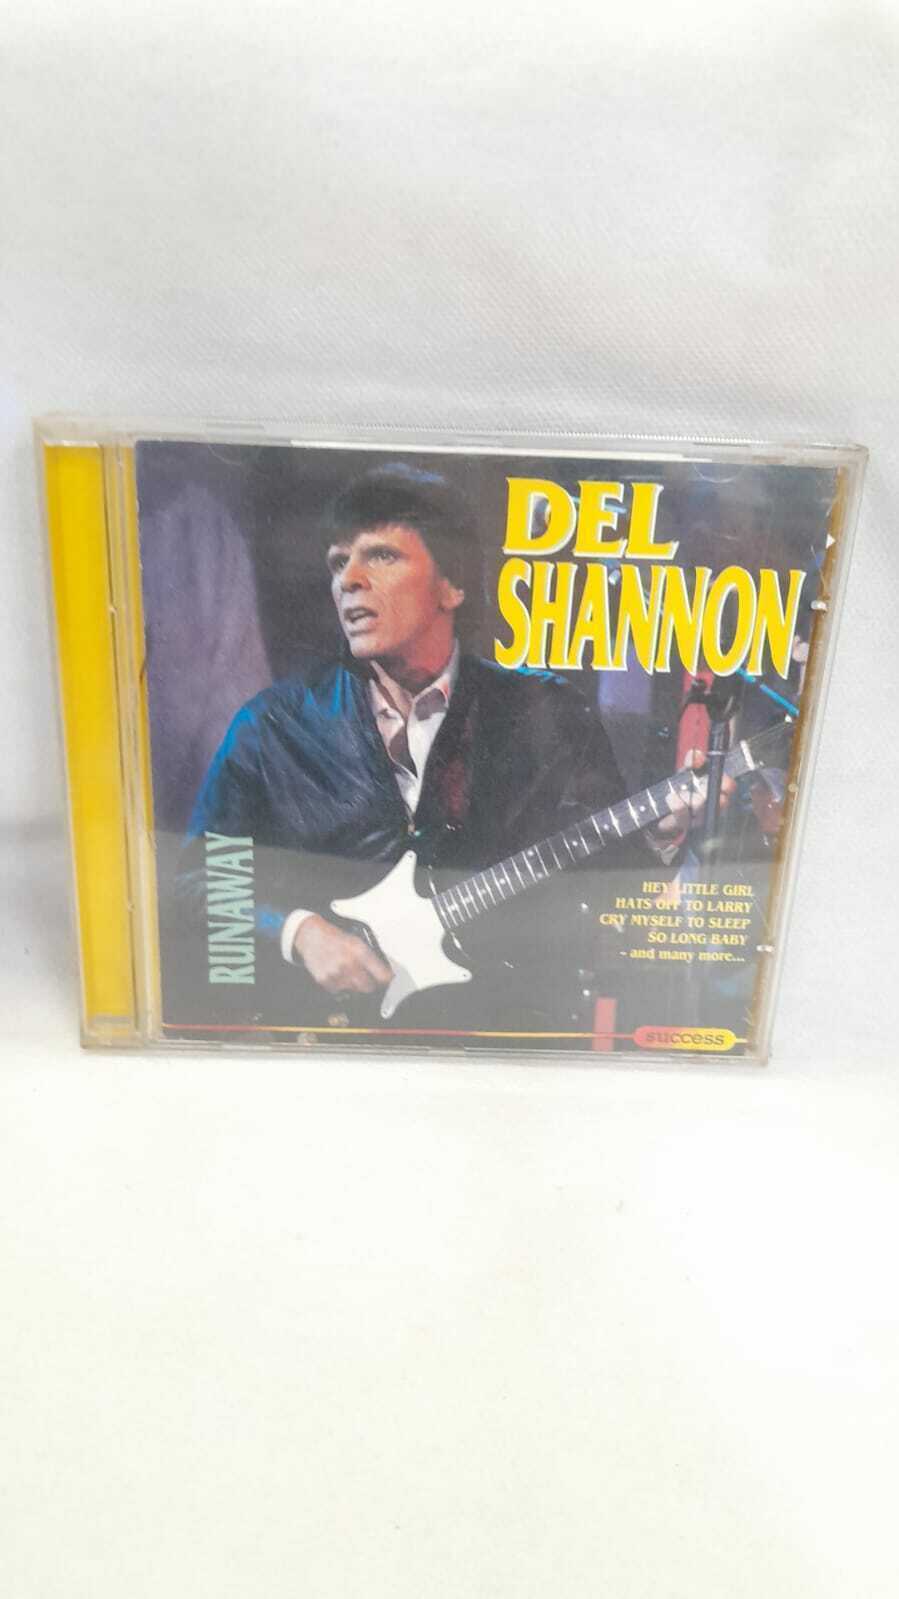 DEL
SHANNON
RUNAWAY
HEY LITTLE GIRL
HATS OFF TO LARRY
CRY MYSELF TO SLEEP
SO LONG BABY
- and many more...
success